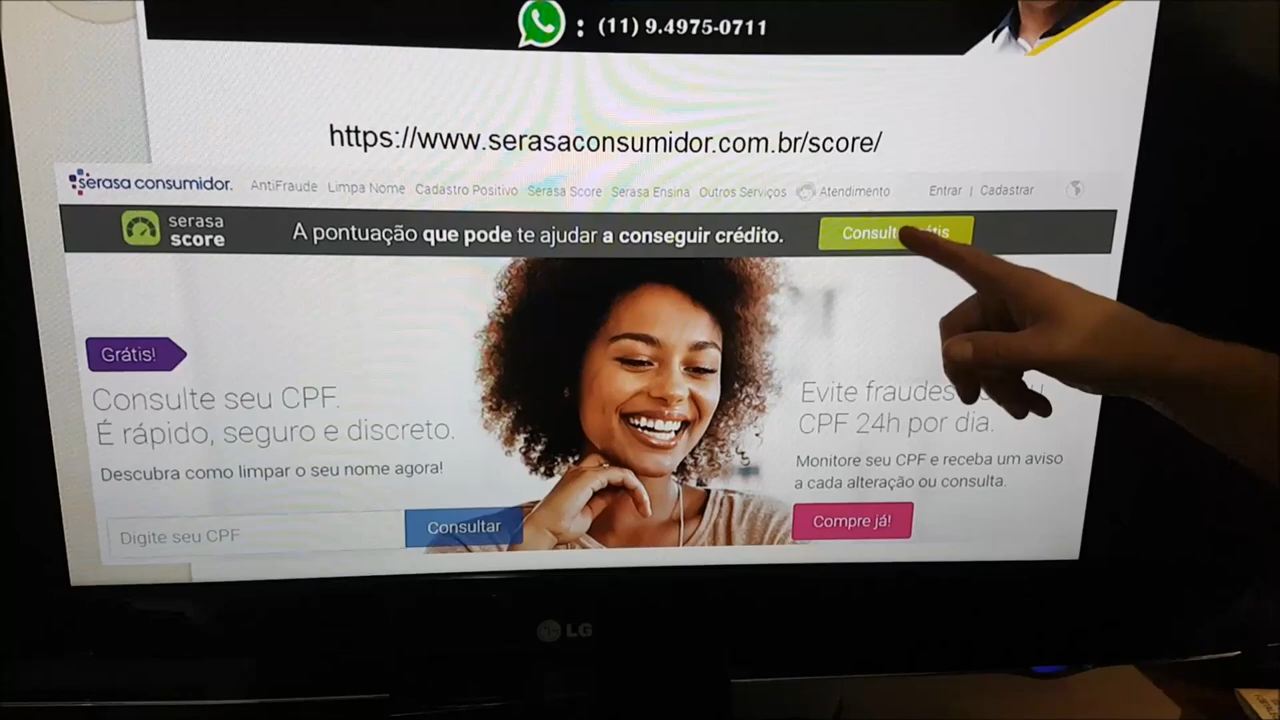 : (11) 9.4975-0711
https://www.serasaconsumidor.com.br/score/
serasa consumidor. AntiFraude Limpa Nome Cadastro Positivo Serasa Score Serasa Ensina Outros Serviços Atendimento Entrar | Cadastrar
serasa
score
A pontuação que pode te ajudar a conseguir crédito.
Grátis!
Consulte seu CPF.
É rápido, seguro e discreto.
Descubra como limpar o seu nome agora!
Digite seu CPF
Consultar
Evite fraudes
CPF 24h por dia.
Monitore seu CPF e receba um aviso
a cada alteração ou consulta.
Compre já!
LG